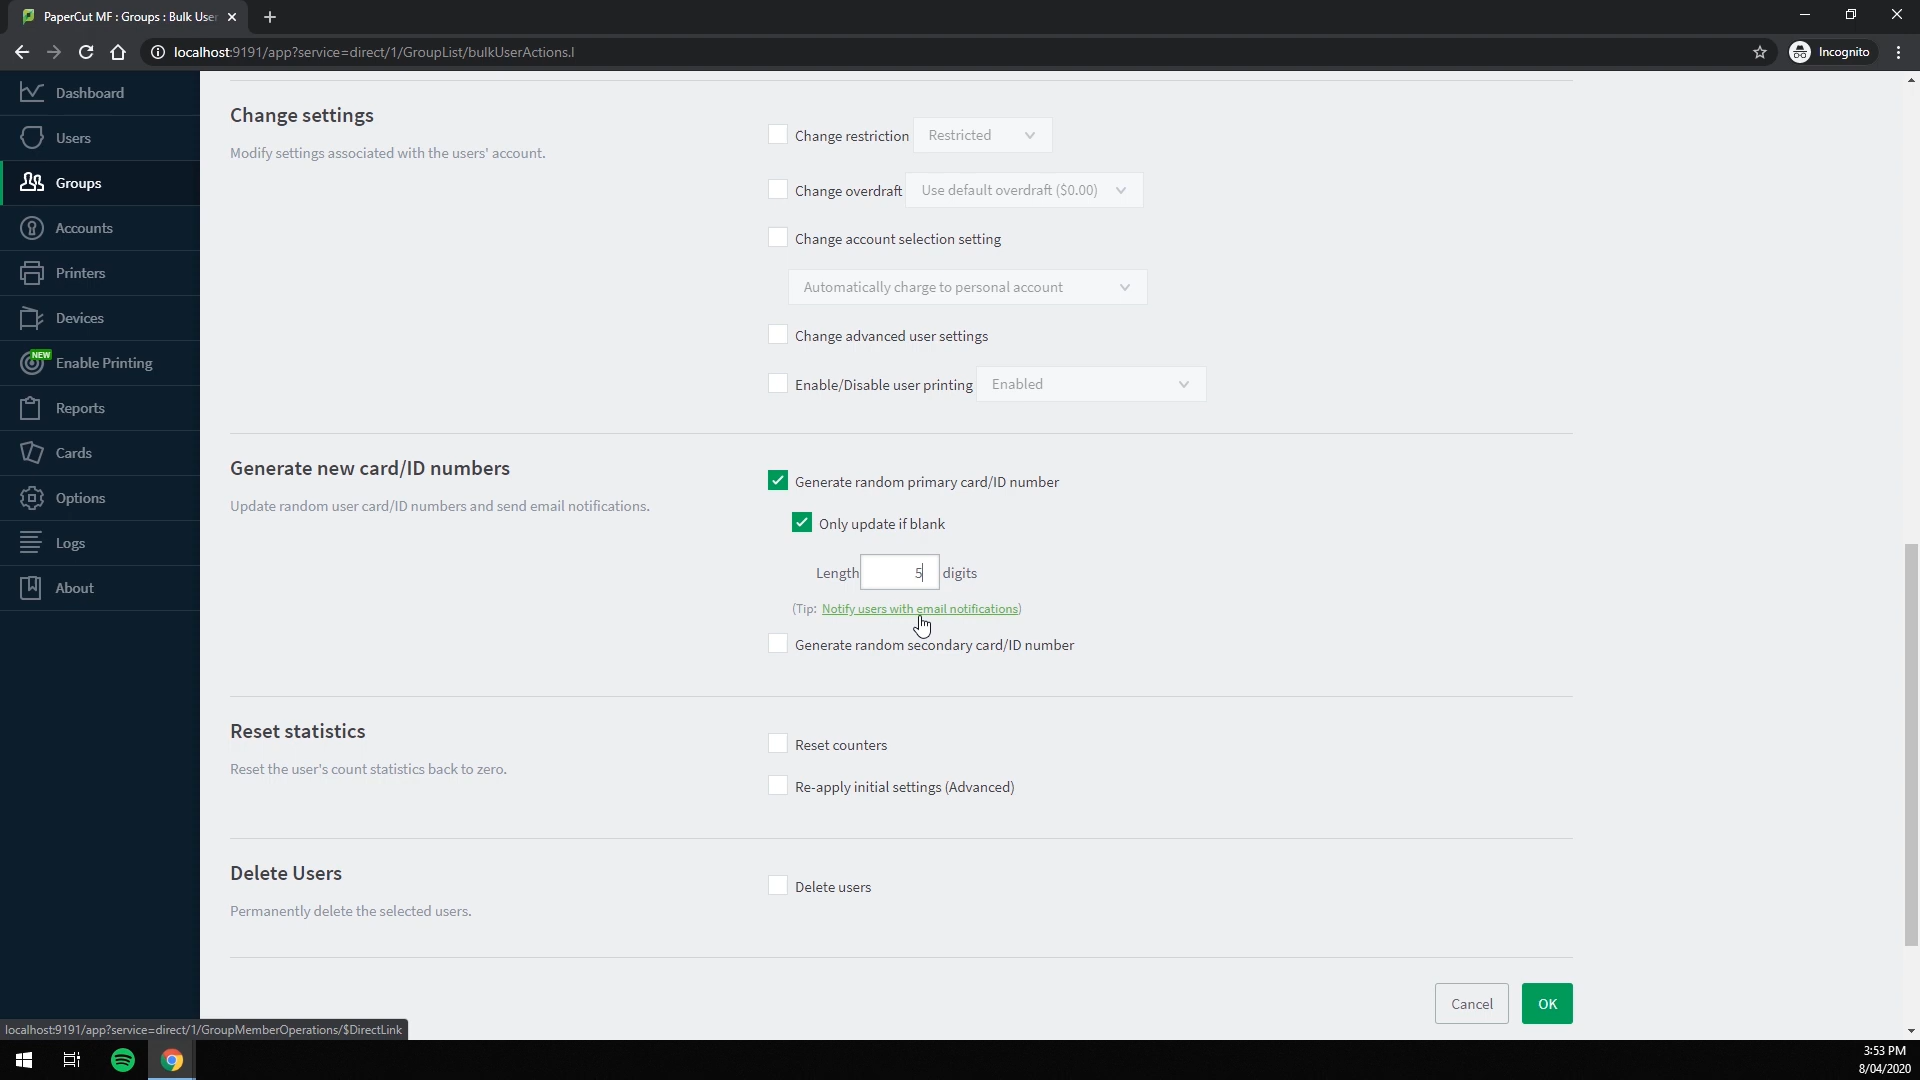 PaperCut MF : Groups : Bulk User
localhost:9191/app?service=direct/1/GroupList/bulkUserActions.l
Incognito
Dashboard
Users
Groups
Accounts
Printers
Devices
NEW
Enable Printing
Reports
Cards
Options
Logs
About
Change settings
Modify settings associated with the users' account.
Change restriction Restricted
Change overdraft Use default overdraft ($0.00)
Change account selection setting
Automatically charge to personal account
Change advanced user settings
Enable/Disable user printing Enabled
Generate new card/ID numbers
Update random user card/ID numbers and send email notifications.
Generate random primary card/ID number
Only update if blank
Length 5 digits
(Tip: Notify users with email notifications)
Generate random secondary card/ID number
Reset statistics
Reset the user's count statistics back to zero.
Reset counters
Re-apply initial settings (Advanced)
Delete Users
Permanently delete the selected users.
Delete users
Cancel
OK
localhost:9191/app?service=direct/1/GroupMemberOperations/$DirectLink
3:53 PM
8/04/2020